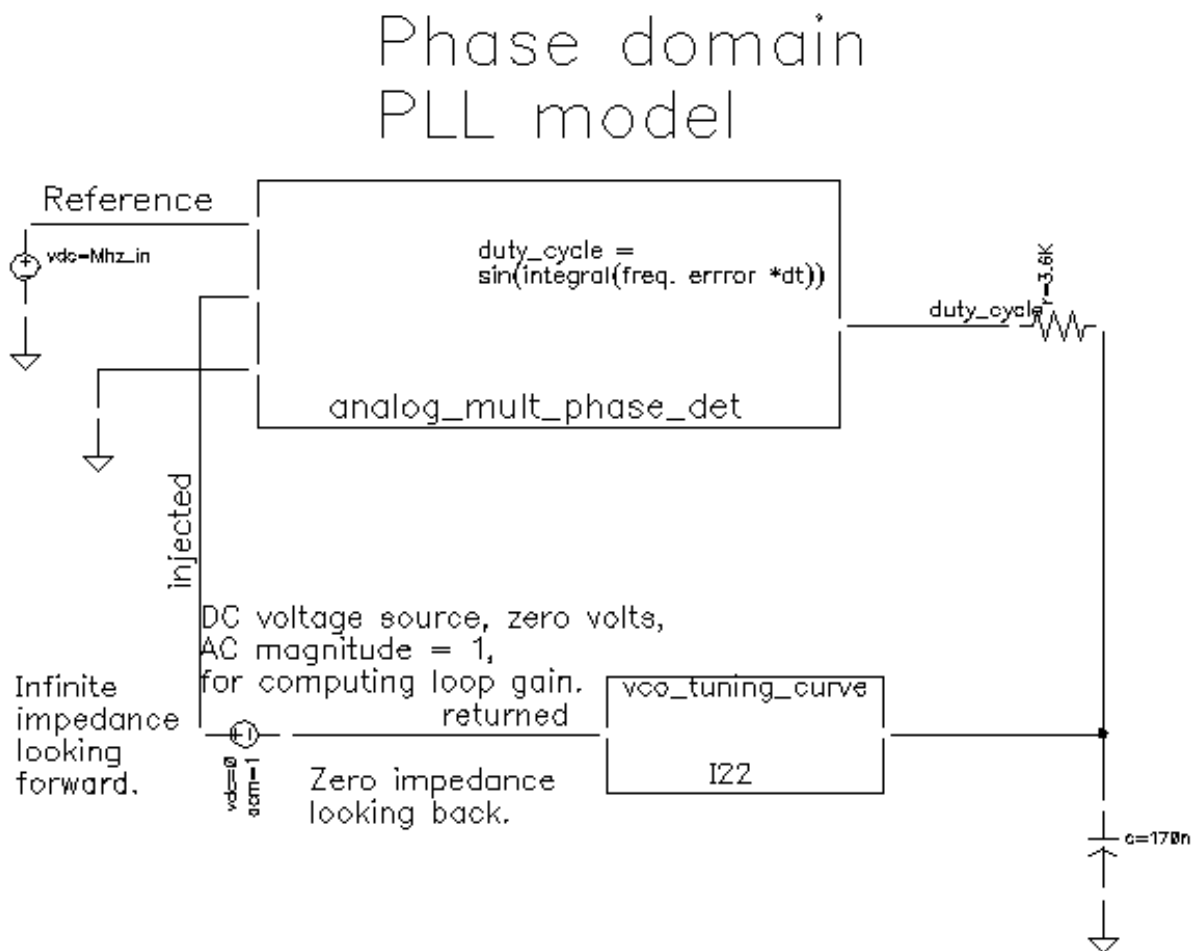 Phase domain
PLL model
Reference
vdc=Mhz_in
duty_cycle =
sin(integral(freq. errror *dt))
r=3.6K
duty_cycle
analog_mult_phase_det
injected
DC voltage source, zero volts,
AC magnitude = 1,
for computing loop gain.
Infinite
impedance
looking
forward.
returned
vco_tuning_curve
I22
vdc=0
acm=1
Zero impedance
looking back.
c=170n